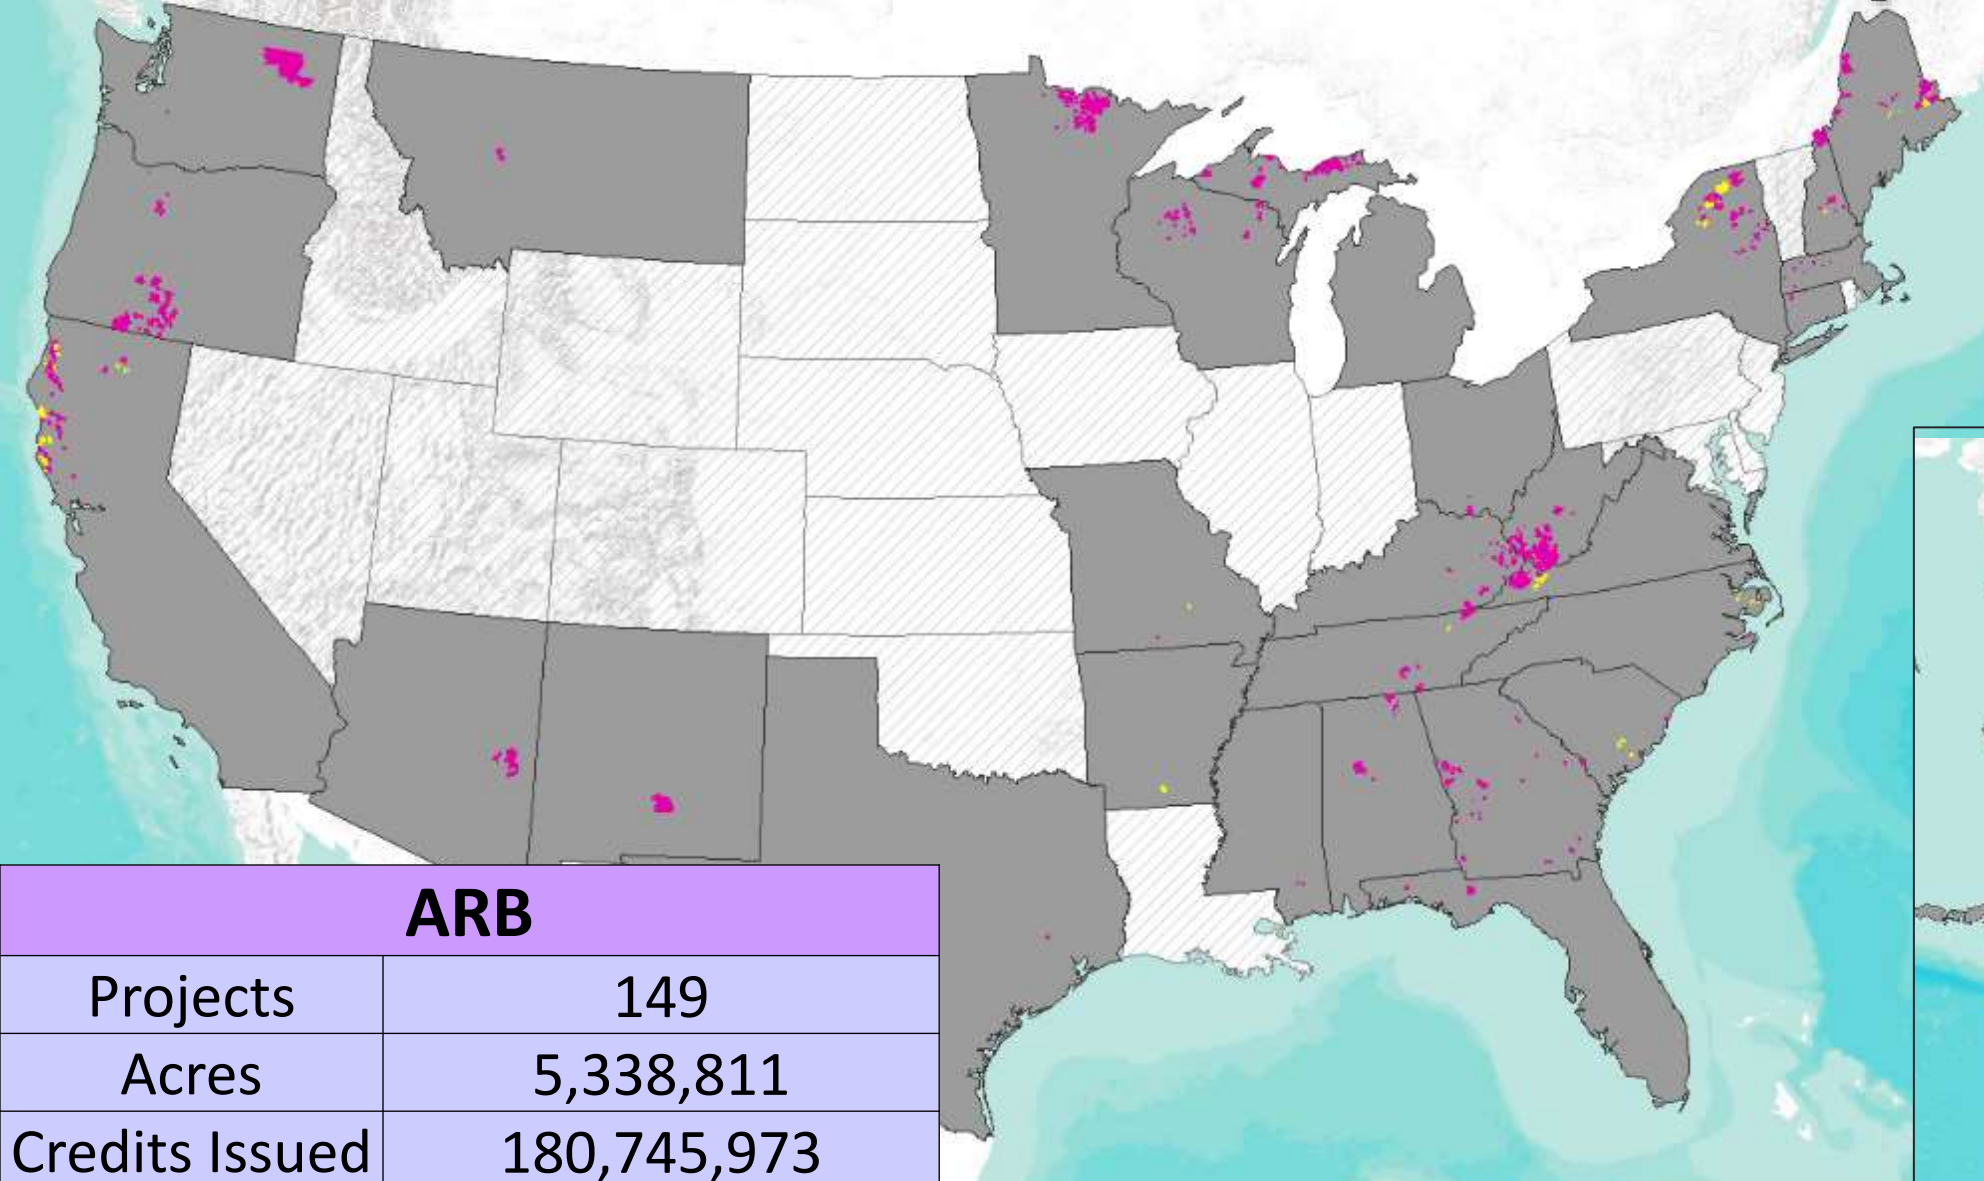 ARB
Projects 149
Acres 5,338,811
Credits Issued 180,745,973